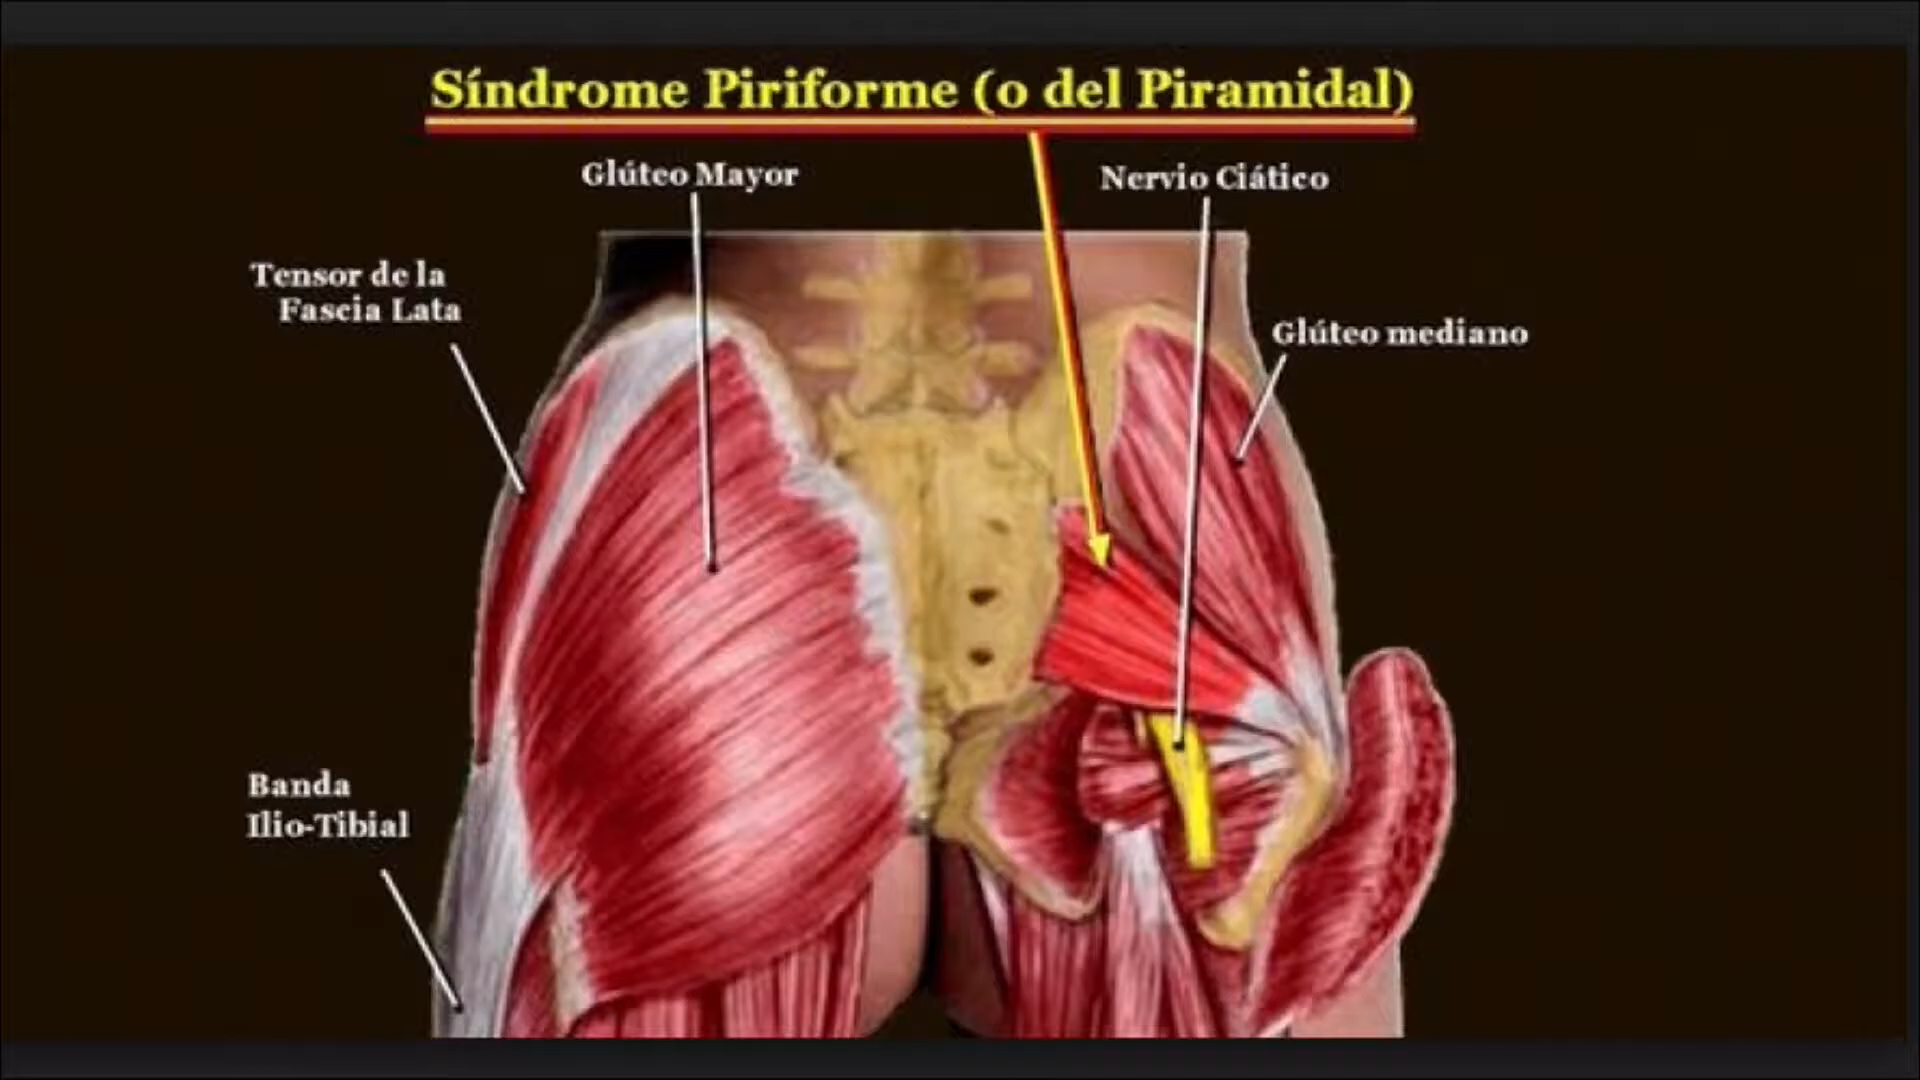 Síndrome Piriforme (o del Piramidal)
Glúteo Mayor
Nervio Ciático
Tensor de la
Fascia Lata
Glúteo mediano
Banda
Ilio-Tibial